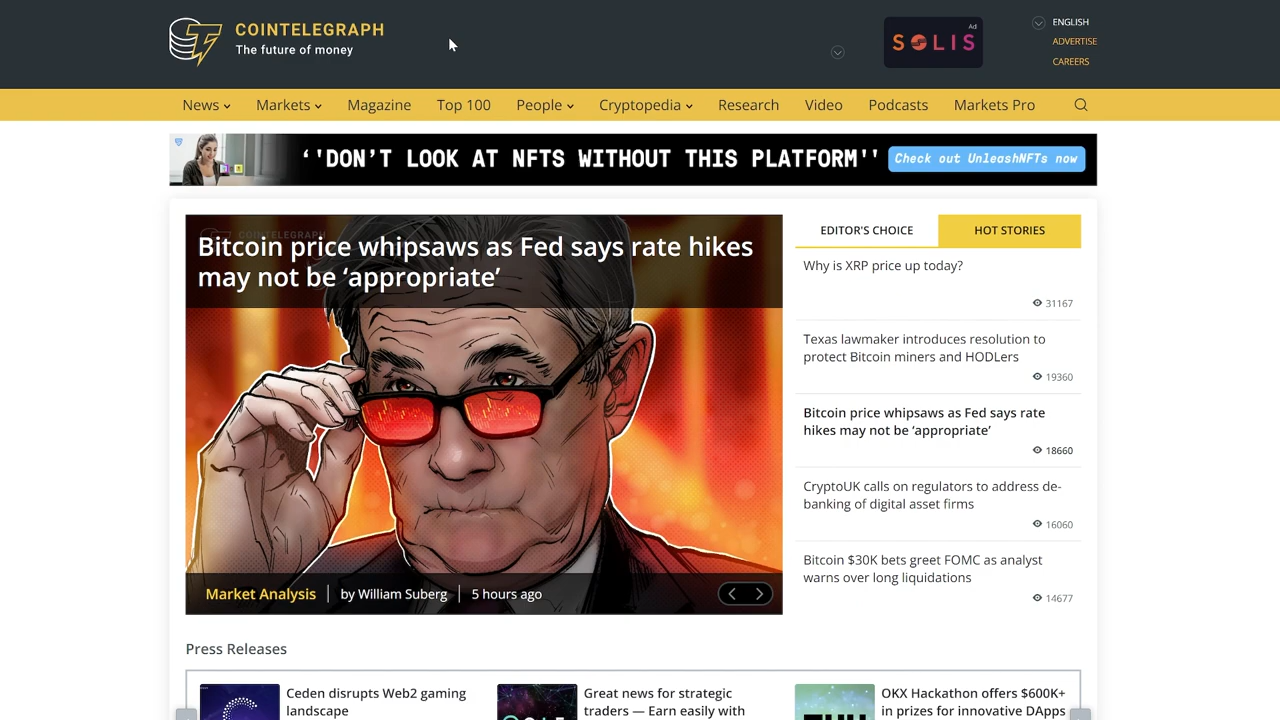 COINTELEGRAPH
The future of money
Ad
SOLIS
ENGLISH
ADVERTISE
CAREERS
News
Markets
Magazine
Top 100
People
Cryptopedia
Research
Video
Podcasts
Markets Pro
‘'DON'T LOOK AT NFTS WITHOUT THIS PLATFORM''
Check out UnleashNFTs now
COINTELEGRAPH
Bitcoin price whipsaws as Fed says rate hikes
may not be ‘appropriate’
Market Analysis
by William Suberg
5 hours ago
EDITOR'S CHOICE
HOT STORIES
Why is XRP price up today?
31167
Texas lawmaker introduces resolution to
protect Bitcoin miners and HODLers
19360
Bitcoin price whipsaws as Fed says rate
hikes may not be ‘appropriate’
18660
CryptoUK calls on regulators to address de-
banking of digital asset firms
16060
Bitcoin $30K bets greet FOMC as analyst
warns over long liquidations
14677
Press Releases
Ceden disrupts Web2 gaming
landscape
Great news for strategic
traders — Earn easily with
OKX Hackathon offers $600K+
in prizes for innovative DApps